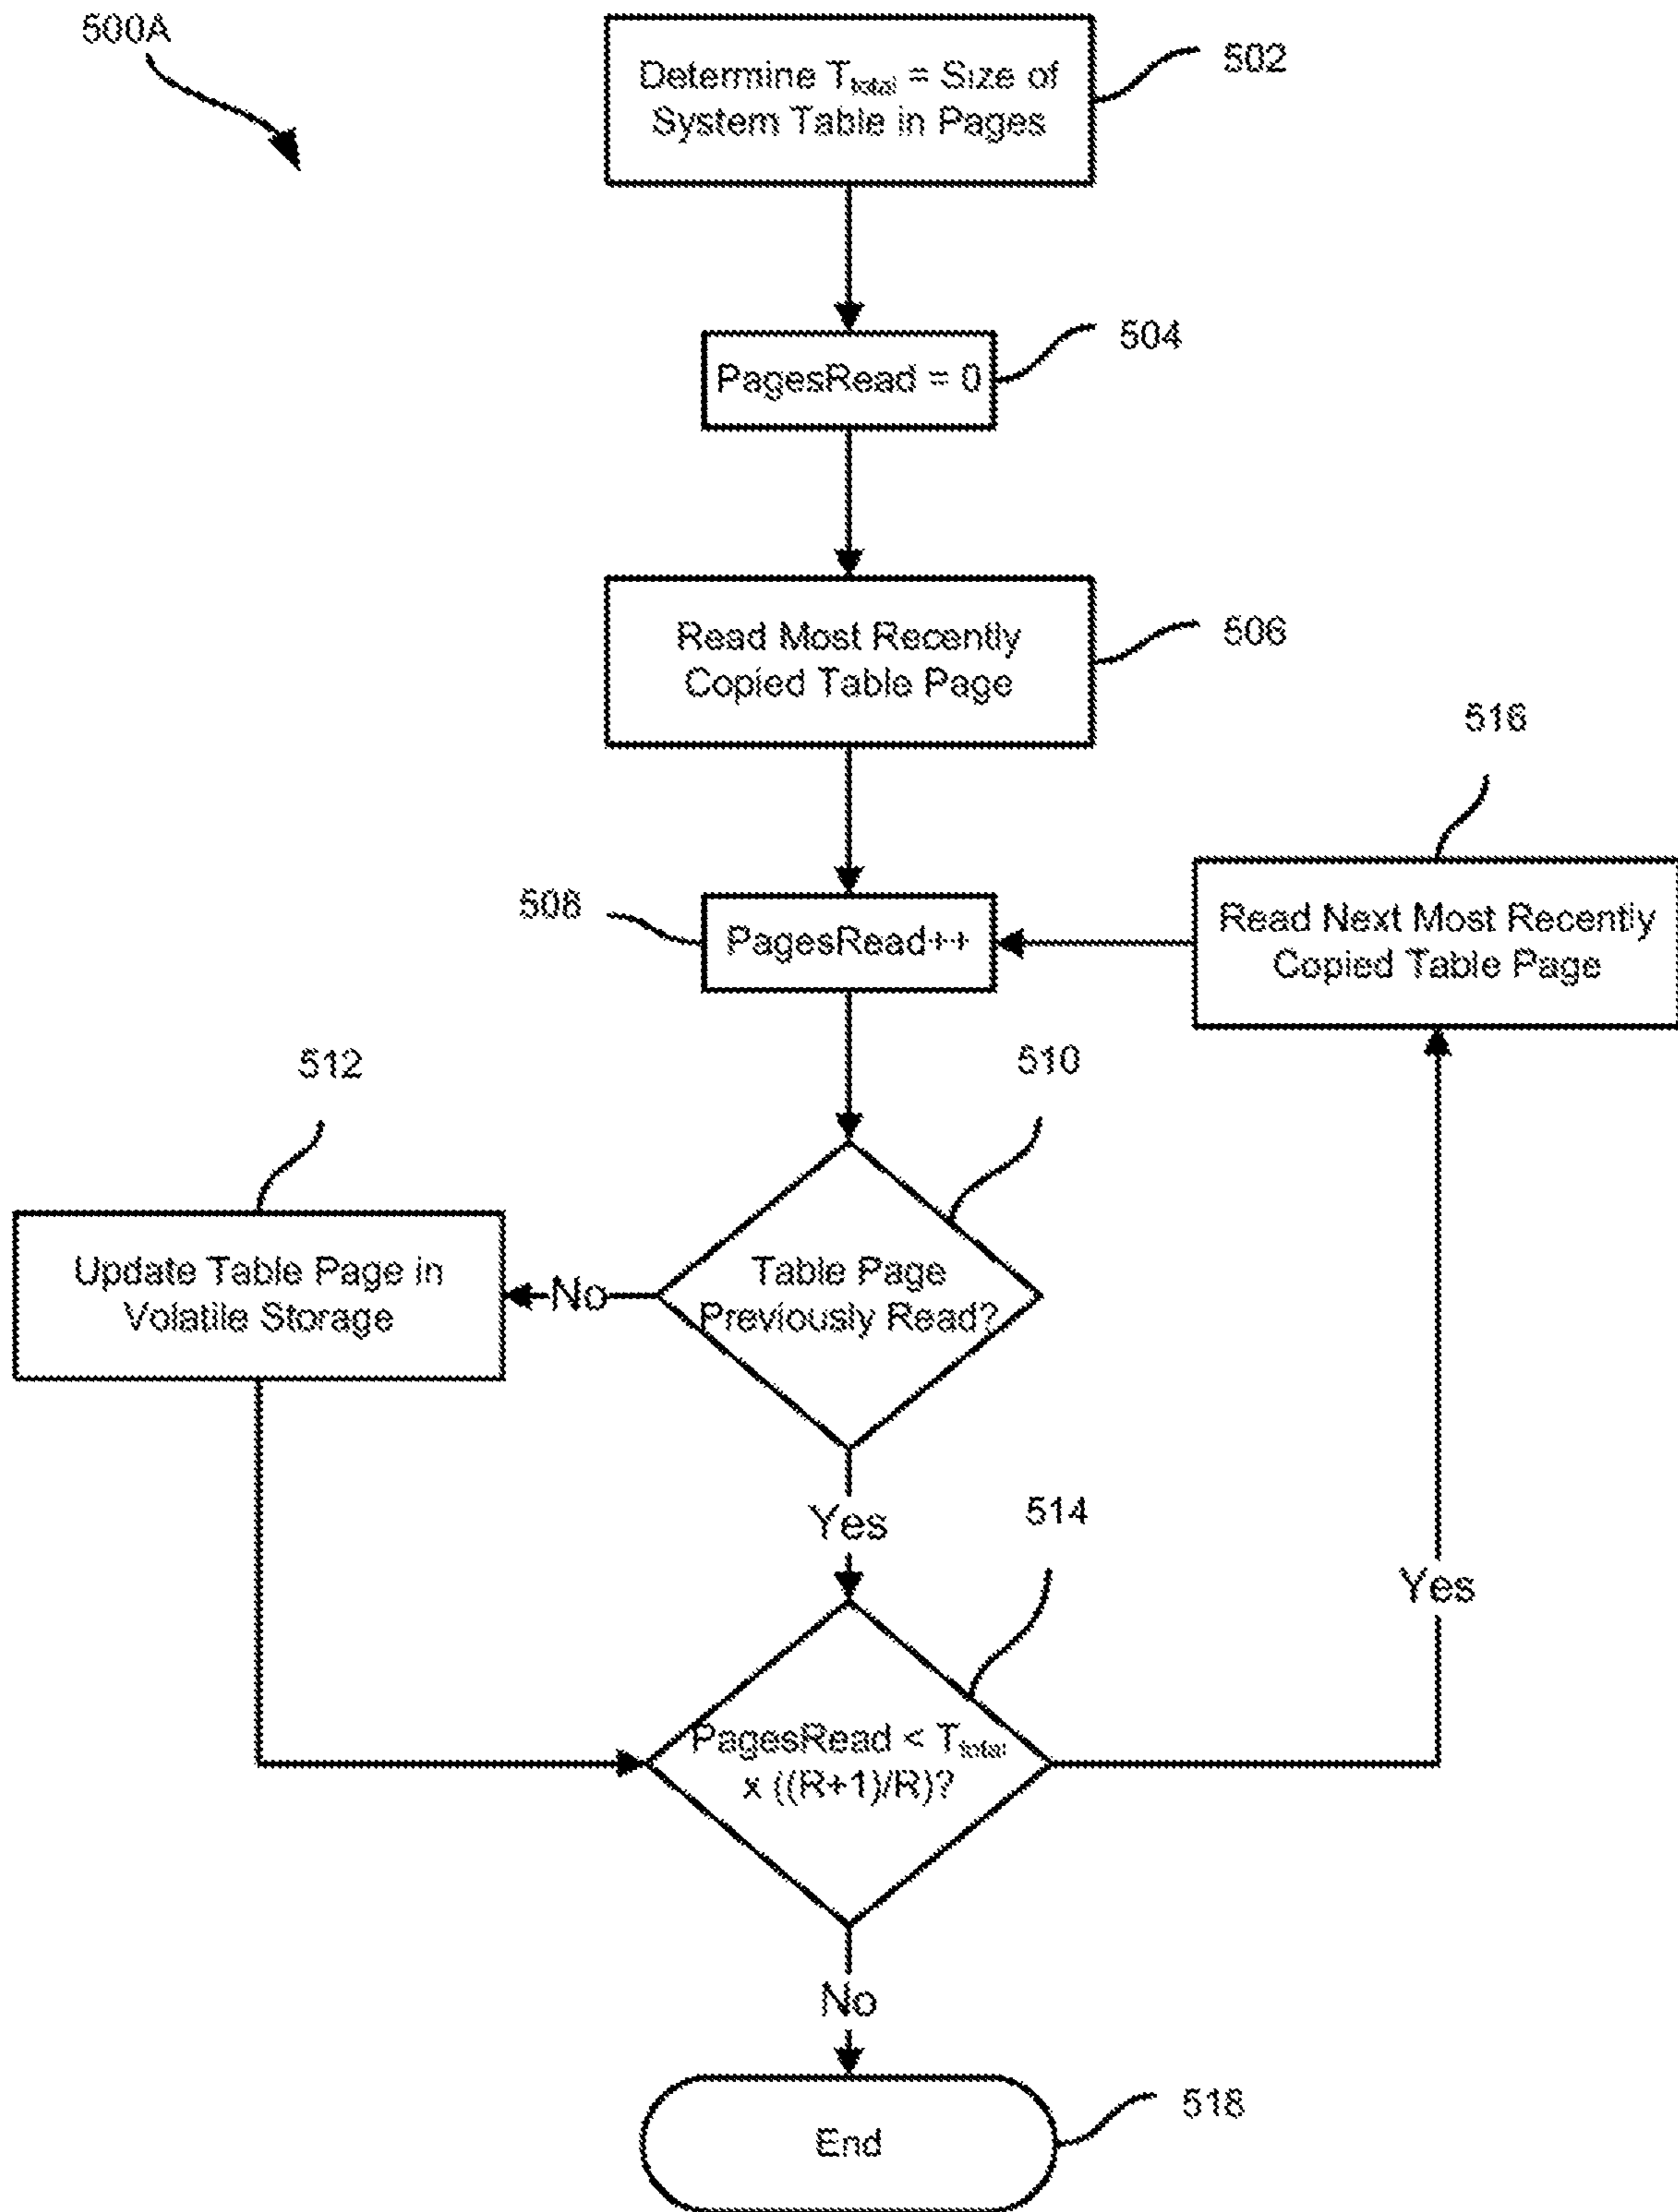 500A
Determine Ttotal = Size of
System Table in Pages
502
PagesRead = 0
504
Read Most Recently
Copied Table Page
506
516
508
PagesRead++
Read Next Most Recently
Copied Table Page
510
512
Table Page
Previously Read?
No
Update Table Page in
Volatile Storage
Yes
514
Yes
PagesRead < Ttotal
x ((R+1)/R)?
No
End
518